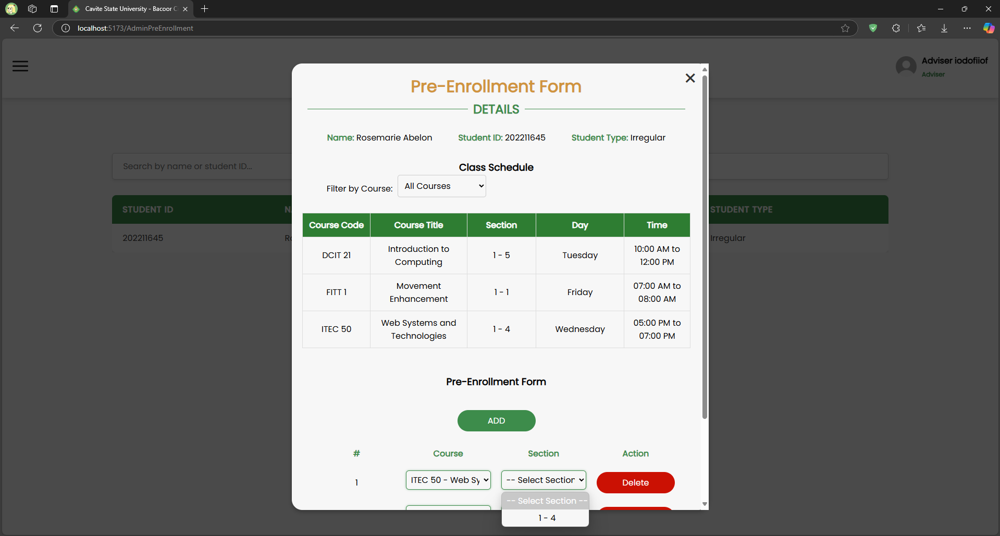 Cavite State University - Bacoor C
localhost:5173/AdminPreEnrollment
Adviser iodofiiof
Adviser
Pre-Enrollment Form
DETAILS
Name: Rosemarie Abelon Student ID: 202211645 Student Type: Irregular
Search by name or student ID...
Class Schedule
Filter by Course: All Courses
STUDENT ID N STUDENT TYPE
202211645 Ro Irregular
Course Code Course Title Section Day Time
DCIT 21 Introduction to Computing 1 - 5 Tuesday 10:00 AM to 12:00 PM
FITT 1 Movement Enhancement 1 - 1 Friday 07:00 AM to 08:00 AM
ITEC 50 Web Systems and Technologies 1 - 4 Wednesday 05:00 PM to 07:00 PM
Pre-Enrollment Form
ADD
# Course Section Action
1 ITEC 50 - Web Sy -- Select Section Delete
-- Select Section --
1 - 4